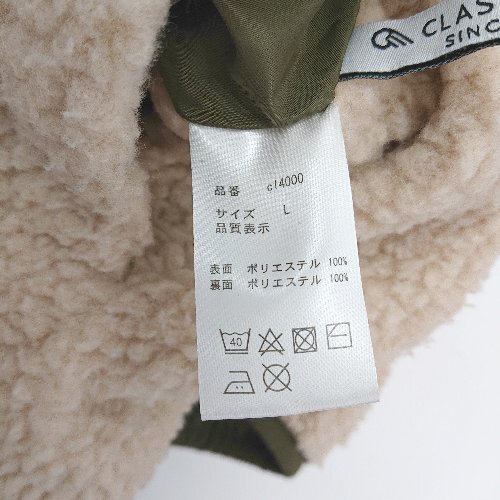 CLAS
SINC
品番 cf4000
サイズ L
品質表示
表面 ポリエステル 100%
裏面 ポリエステル 100%
40